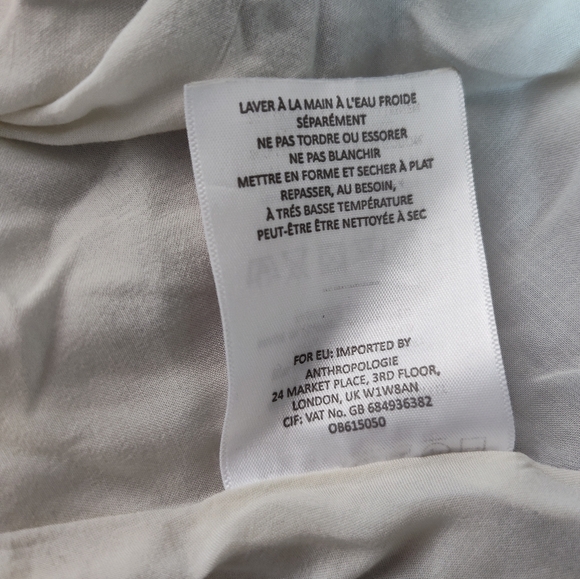 LAVER À LA MAIN À L'EAU FROIDE
SÉPARÉMENT
NE PAS TORDRE OU ESSORER
NE PAS BLANCHIR
METTRE EN FORME ET SECHER À PLAT
REPASSER, AU BESOIN,
À TRÉS BASSE TEMPÉRATURE
PEUT-ÊTRE ÊTRE NETTOYÉE À SEC
FOR EU: IMPORTED BY
ANTHROPOLOGIE
24 MARKET PLACE, 3RD FLOOR,
LONDON, UK W1W8AN
CIF: VAT No. GB 684936382
OB615050